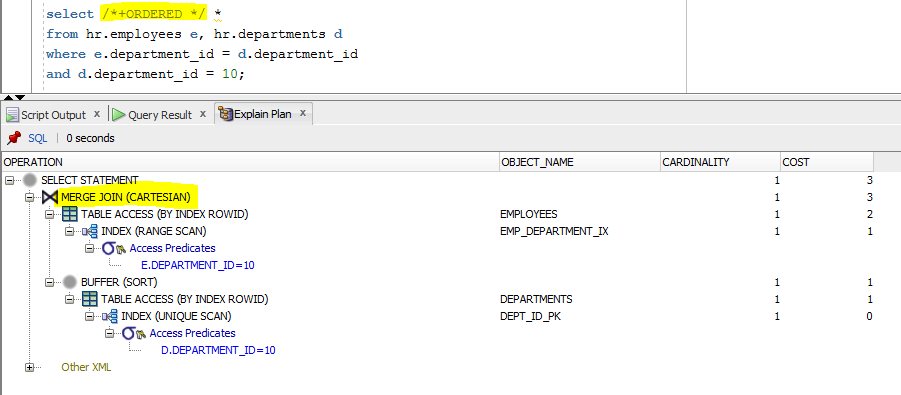 select /*+ORDERED */ *
from hr.employees e, hr.departments d
where e.department_id = d.department_id
and d.department_id = 10;
Script Output x Query Result x Explain Plan x
SQL | 0 seconds
OPERATION OBJECT_NAME CARDINALITY COST
SELECT STATEMENT 1 3
MERGE JOIN (CARTESIAN) 1 3
TABLE ACCESS (BY INDEX ROWID) EMPLOYEES 1 2
INDEX (RANGE SCAN) EMP_DEPARTMENT_IX 1 1
Access Predicates
E.DEPARTMENT_ID=10
BUFFER (SORT) 1 1
TABLE ACCESS (BY INDEX ROWID) DEPARTMENTS 1 1
INDEX (UNIQUE SCAN) DEPT_ID_PK 1 0
Access Predicates
D.DEPARTMENT_ID=10
Other XML